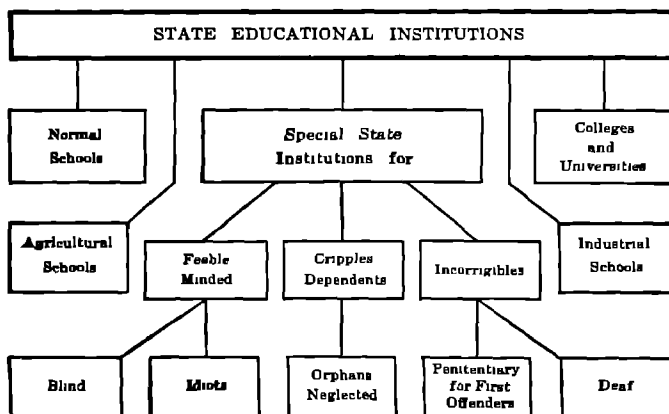 STATE EDUCATIONAL INSTITUTIONS
Normal
Schools
Special State
Institutions for
Colleges
and
Universities
Agricultural
Schools
Feeble
Minded
Cripples
Dependents
Incorrigibles
Industrial
Schools
Blind
Idiots
Orphans
Neglected
Penitentiary
for First
Offenders
Deaf